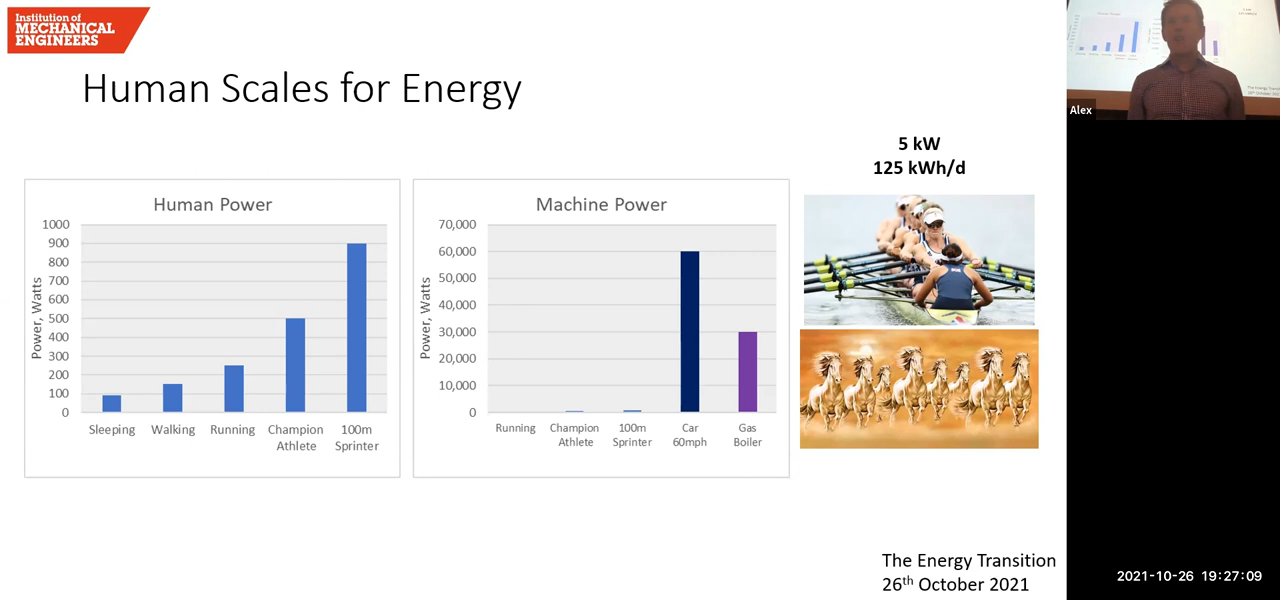 Institution of
MECHANICAL
ENGINEERS
Human Scales for Energy
5 kW
125 kWh/d
Human Power
Power, Watts
1000
900
800
700
600
500
400
300
200
100
0
Sleeping
Walking
Running
Champion
Athlete
100m
Sprinter
Machine Power
Power, Watts
70,000
60,000
50,000
40,000
30,000
20,000
10,000
0
Running
Champion
Athlete
100m
Sprinter
Car
60mph
Gas
Boiler
The Energy Transition
26th October 2021
Alex
2021-10-26 19:27:09